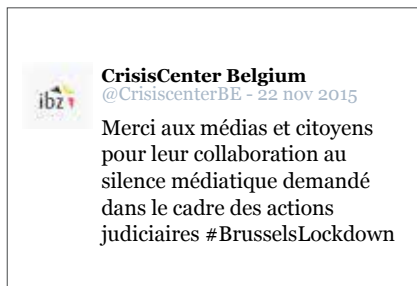 ibz
CrisisCenter Belgium
@CrisiscenterBE - 22 nov 2015
Merci aux médias et citoyens
pour leur collaboration au
silence médiatique demandé
dans le cadre des actions
judiciaires #BrusselsLockdown